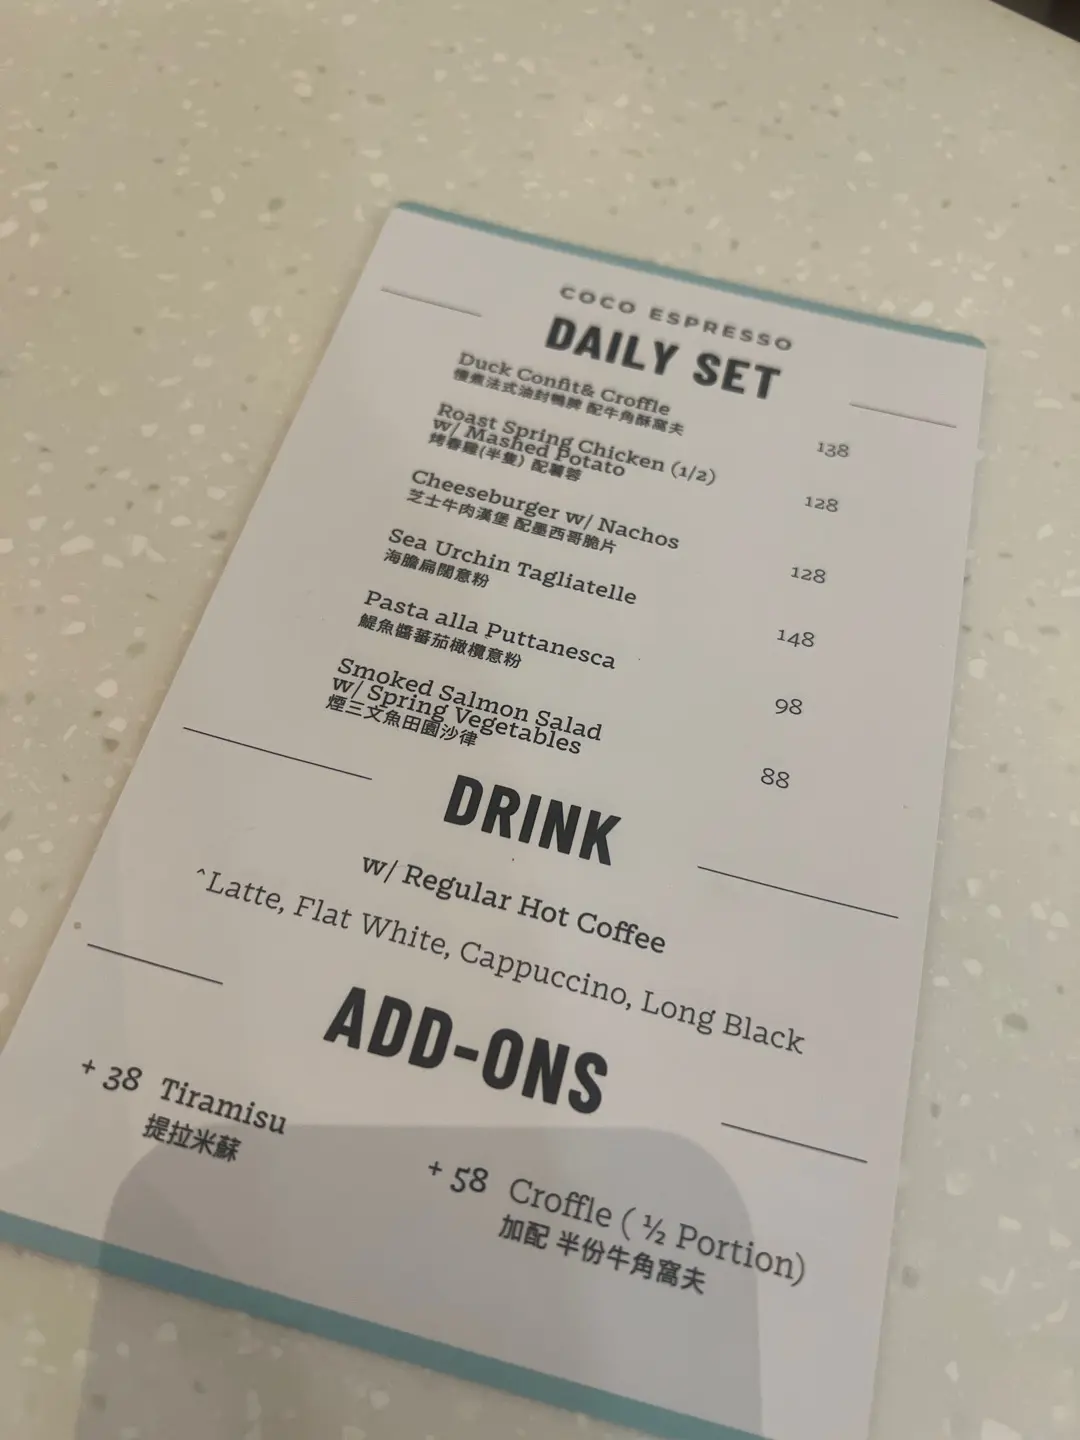 COCO ESPRESSO
DAILY SET
Duck Confit& Croffle
慢煮法式油封鴨脾 配牛角酥窩夫
138
Roast Spring Chicken (1/2)
w/ Mashed Potato
烤春雞(半隻) 配薯蓉
128
Cheeseburger w/ Nachos
芝士牛肉漢堡 配墨西哥脆片
128
Sea Urchin Tagliatelle
海膽扁闊意粉
148
Pasta alla Puttanesca
鯷魚醬蕃茄橄欖意粉
98
Smoked Salmon Salad
w/ Spring Vegetables
煙三文魚田園沙律
88
DRINK
w/ Regular Hot Coffee
^Latte, Flat White, Cappuccino, Long Black
ADD-ONS
+ 38 Tiramisu
提拉米蘇
+ 58 Croffle ( ½ Portion)
加配 半份牛角窩夫